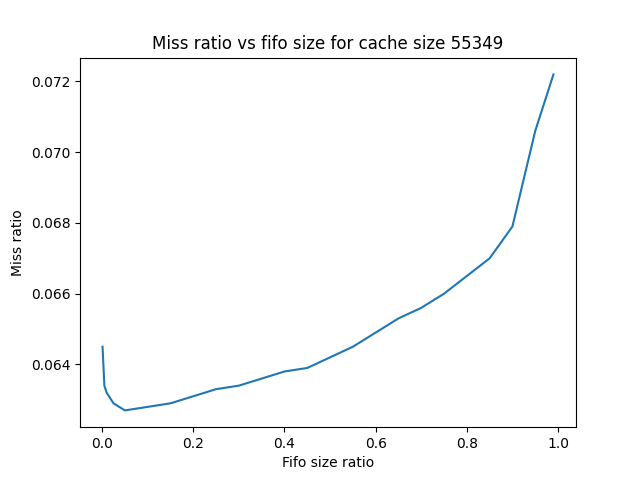 Miss ratio vs fifo size for cache size 55349
0.072
0.070
0.068
0.066
0.064
Miss ratio
0.0 0.2 0.4 0.6 0.8 1.0
Fifo size ratio